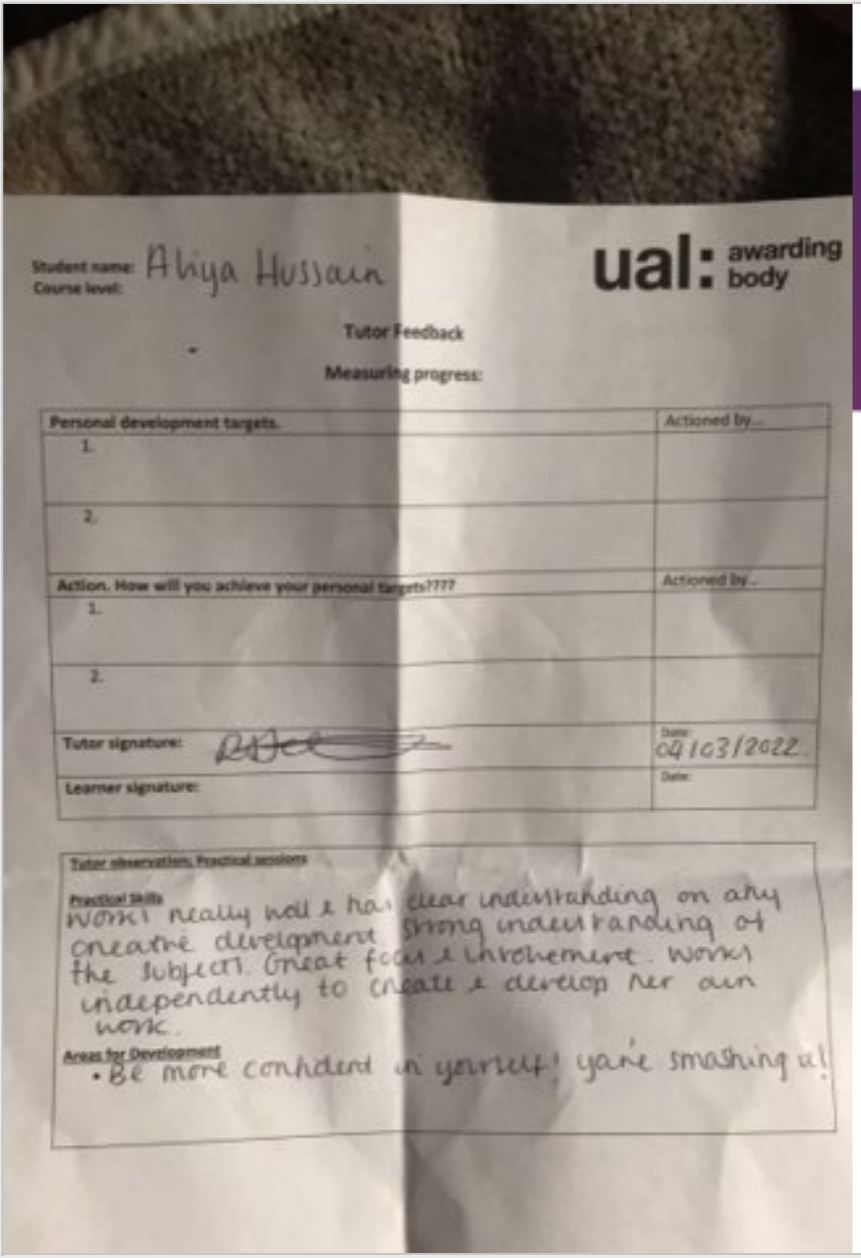 Student name: Aliya Hussain
Course level:
ual: awarding body
Tutor Feedback
Measuring progress:
Personal development targets. Actioned by...
1.
2.
Action. How will you achieve your personal targets???? Actioned by...
1.
2.
Tutor signature: Date: 04/03/2022
Learner signature: Date:
Tutor observation; Practical sessions
Practical Skills
Works really well & has clear understanding on any
creative development. Strong understanding of
the subjects. Great focus & involvement. Works
independently to create & develop her own
work.
Areas for Development
• Be more confident in yourself! you're smashing it!